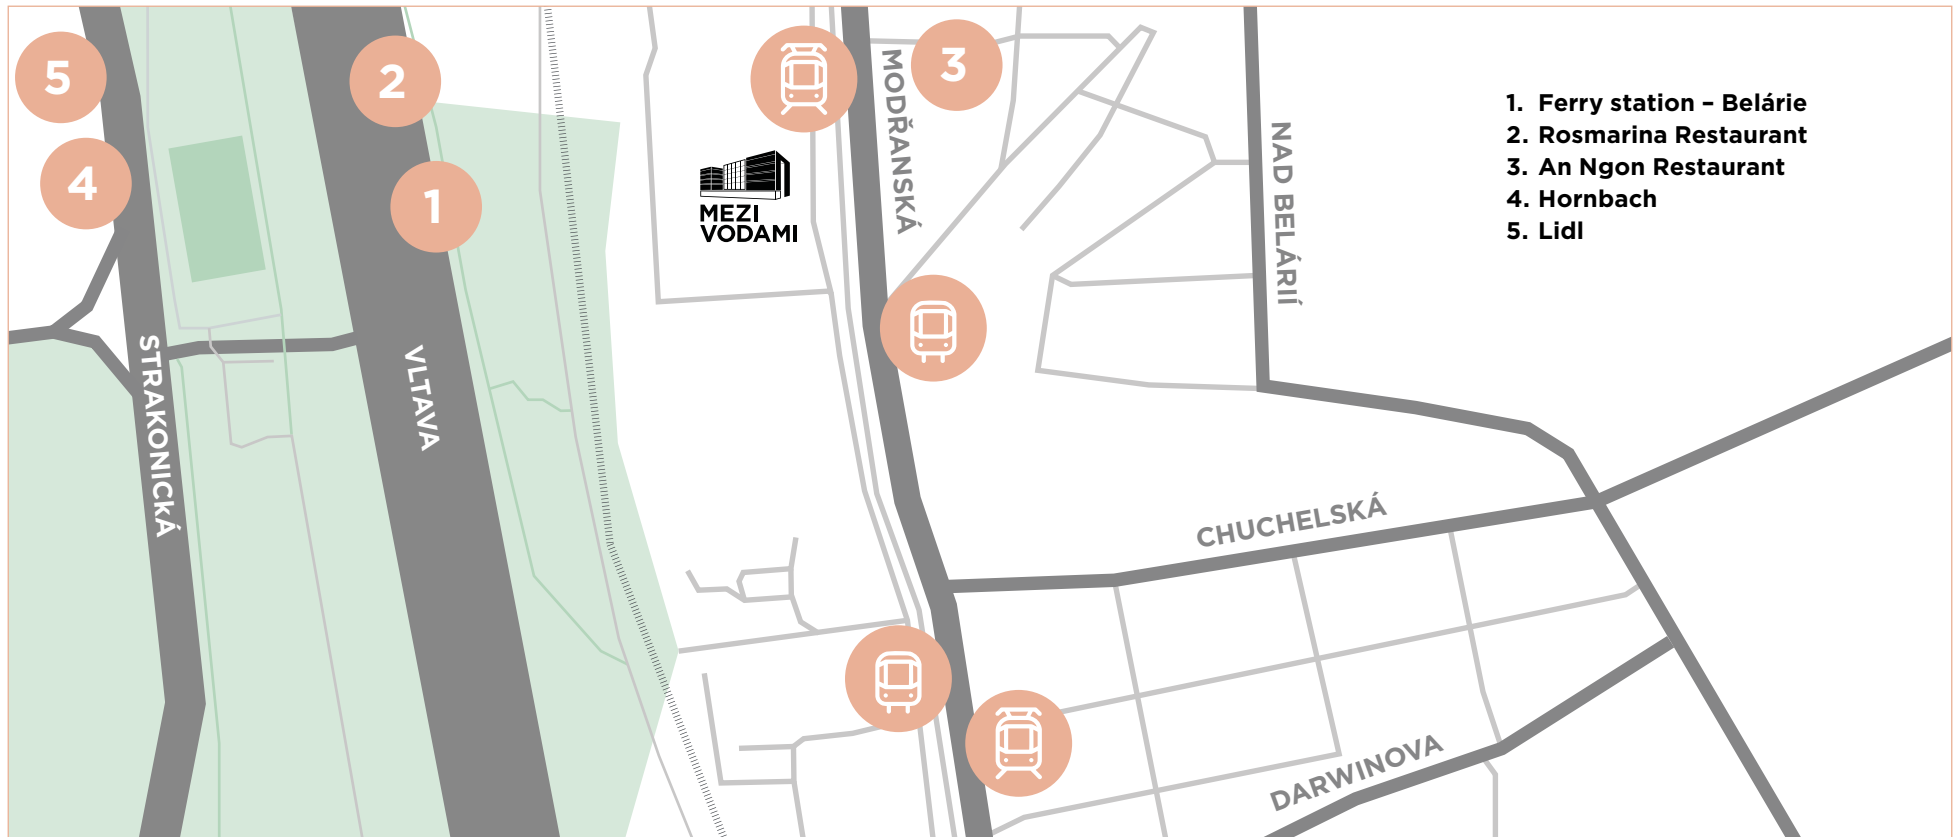 5
2
3
4
1
MEZI
VODAMI
MODŘANSKÁ
NAD BELÁRIÍ
1. Ferry station – Belárie
2. Rosmarina Restaurant
3. An Ngon Restaurant
4. Hornbach
5. Lidl
STRAKONICKÁ
VLTAVA
CHUCHELSKÁ
DARWINOVA